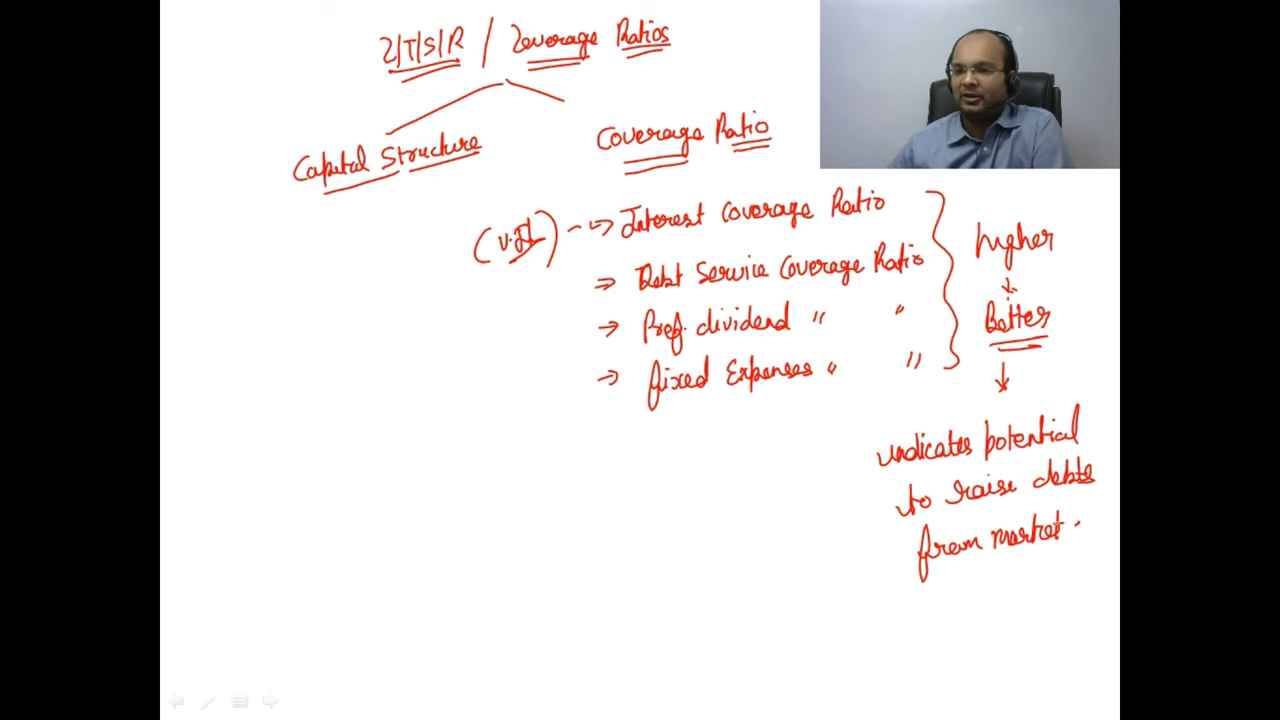 L/T/S/R / Leverage Ratios
Capital Structure
Coverage Ratio
(V.II) → Interest Coverage Ratio
⇒ Debt Service Coverage Ratio
⇒ Pref. dividend " "
⇒ fixed Expenses " "
higher
↓
Better
↓
indicates potential
to raise debts
from market.